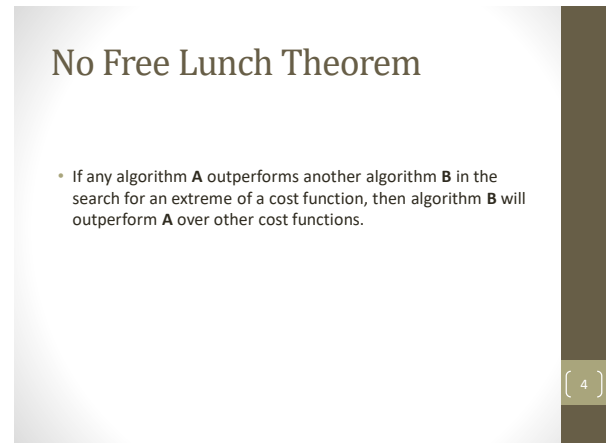 No Free Lunch Theorem
• If any algorithm A outperforms another algorithm B in the
search for an extreme of a cost function, then algorithm B will
outperform A over other cost functions.
4